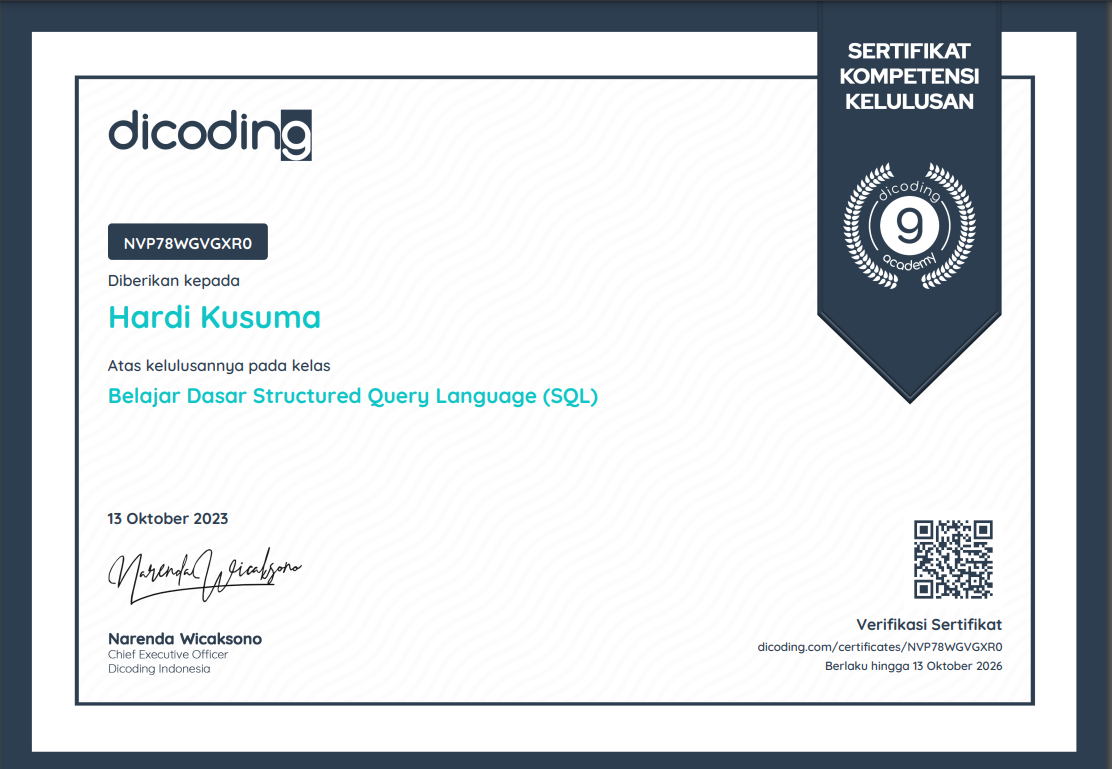 SERTIFIKAT
KOMPETENSI
KELULUSAN
dicoding
dicoding
9
academy
NVP78WGVGXR0
Diberikan kepada
Hardi Kusuma
Atas kelulusannya pada kelas
Belajar Dasar Structured Query Language (SQL)
13 Oktober 2023
Narenda Wicaksono
Narenda Wicaksono
Chief Executive Officer
Dicoding Indonesia
Verifikasi Sertifikat
dicoding.com/certificates/NVP78WGVGXR0
Berlaku hingga 13 Oktober 2026